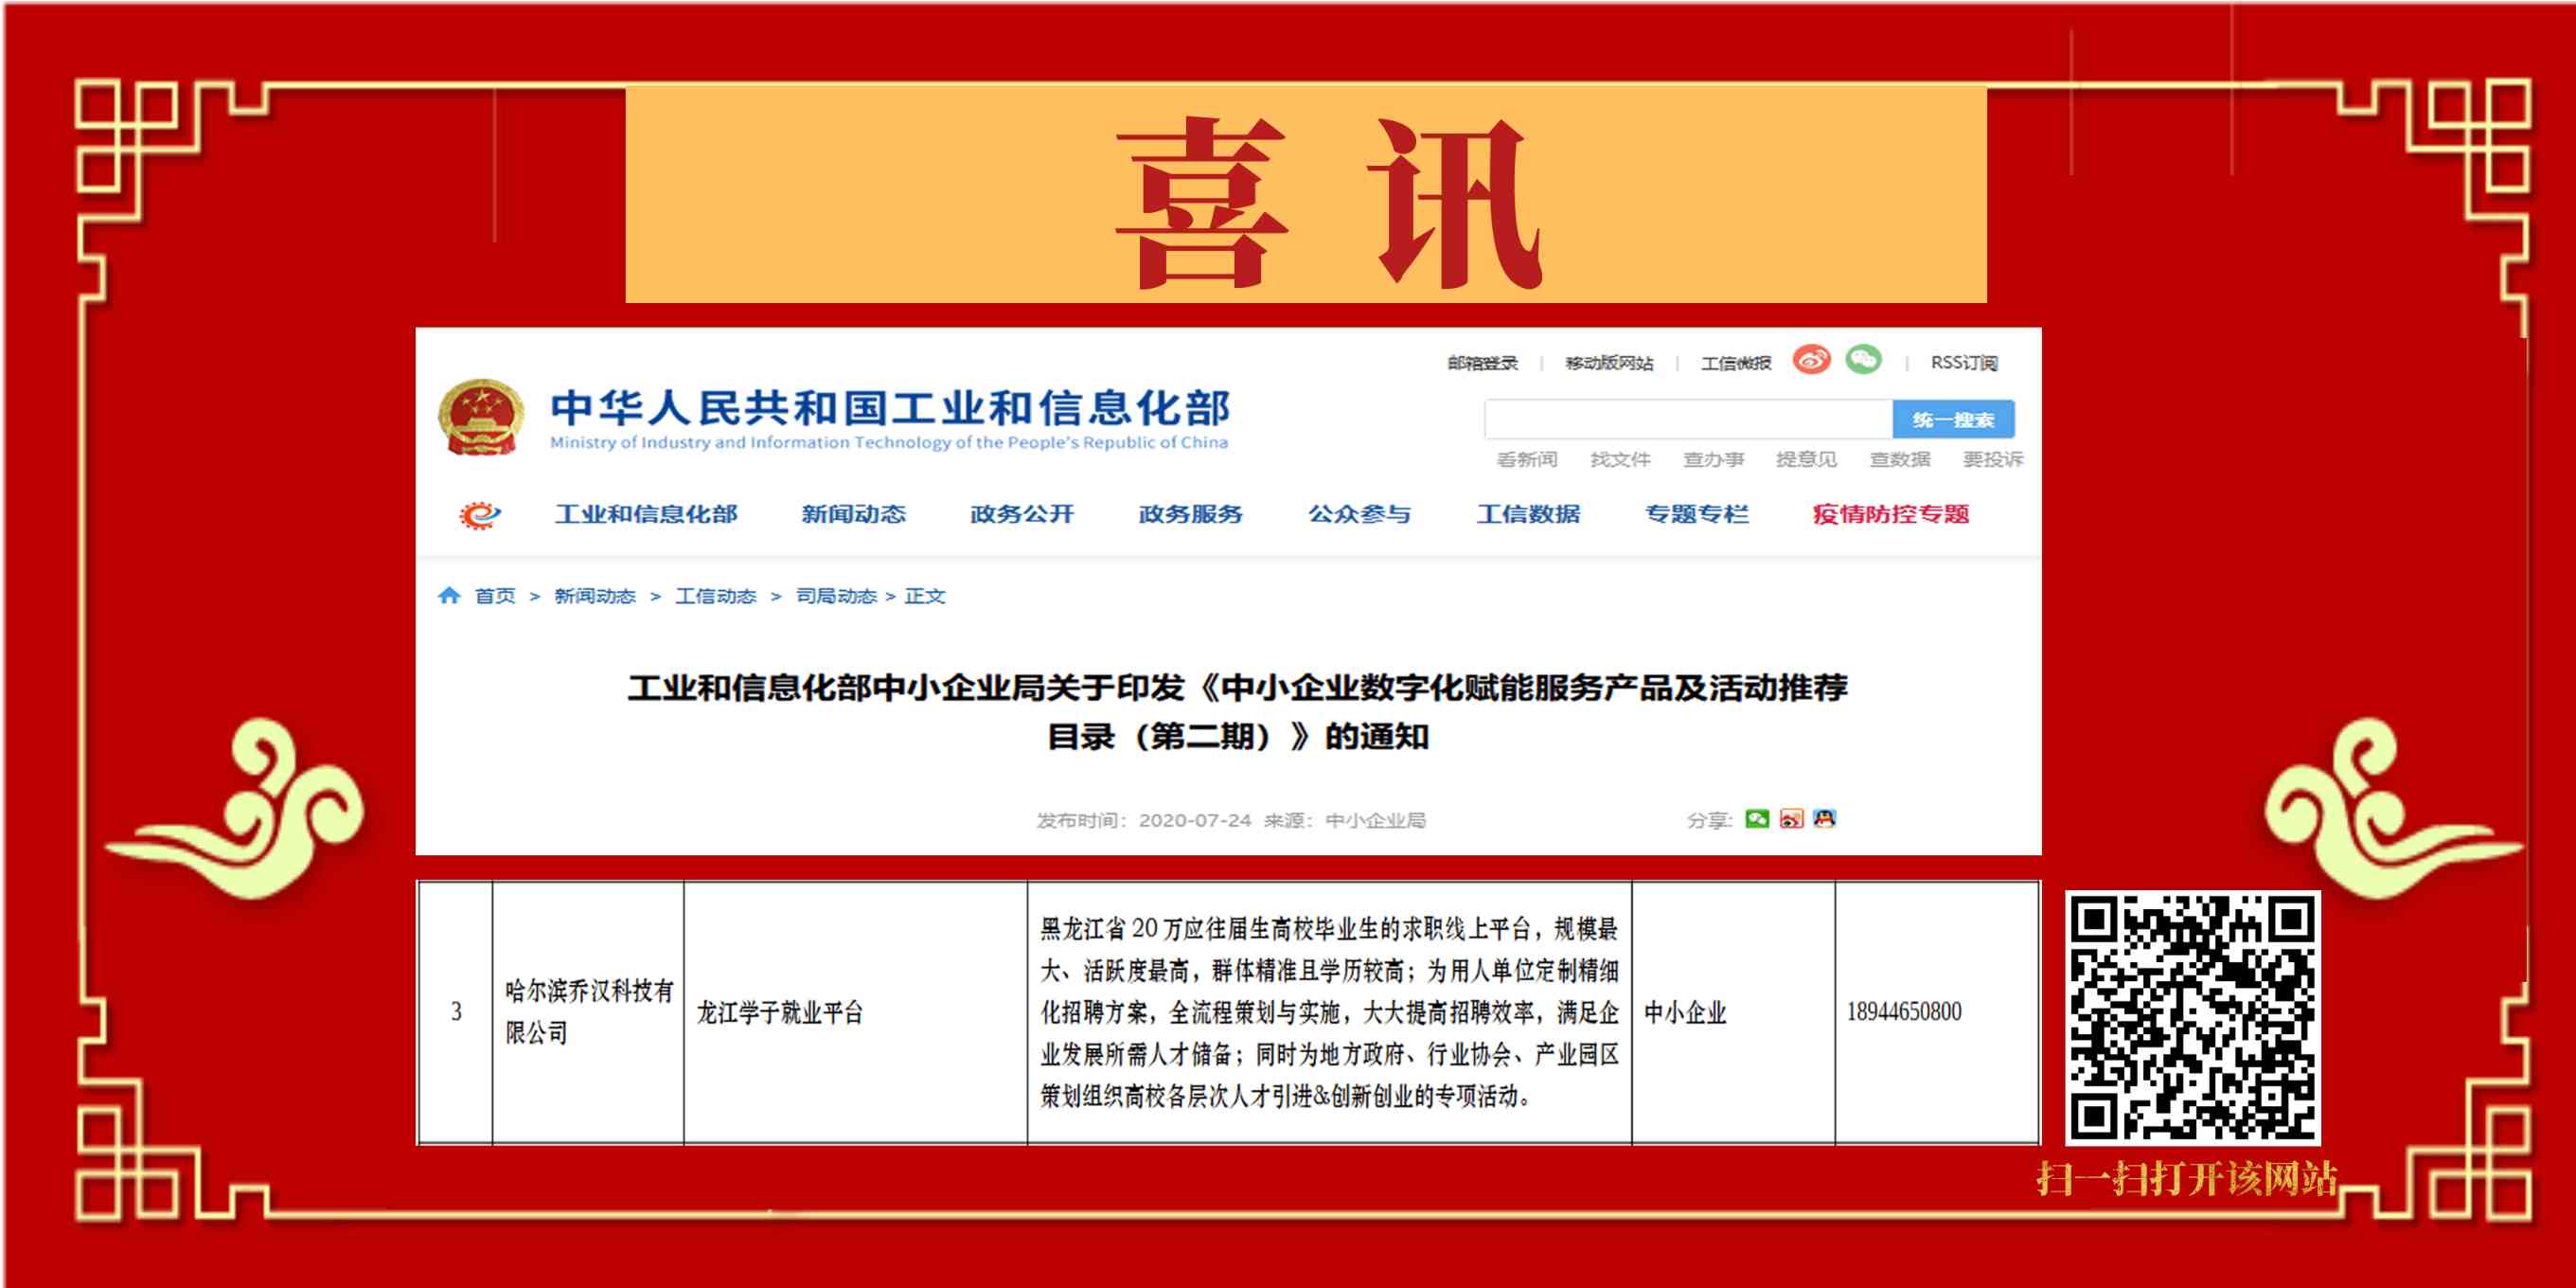 喜讯
邮箱登录 | 移动版网站 | 工信微报 | RSS订阅
中华人民共和国工业和信息化部
Ministry of Industry and Information Technology of the People's Republic of China
统一搜索
看新闻 找文件 查办事 提意见 查数据 要投诉
工业和信息化部 新闻动态 政务公开 政务服务 公众参与 工信数据 专题专栏 疫情防控专题
首页 > 新闻动态 > 工信动态 > 司局动态 > 正文
工业和信息化部中小企业局关于印发《中小企业数字化赋能服务产品及活动推荐
目录（第二期）》的通知
发布时间：2020-07-24 来源：中小企业局
分享:
3
哈尔滨乔汉科技有
限公司
龙江学子就业平台
黑龙江省 20 万应往届生高校毕业生的求职线上平台，规模最
大、活跃度最高，群体精准且学历较高；为用人单位定制精细
化招聘方案，全流程策划与实施，大大提高招聘效率，满足企
业发展所需人才储备；同时为地方政府、行业协会、产业园区
策划组织高校各层次人才引进&创新创业的专项活动。
中小企业
18944650800
扫一扫打开该网站